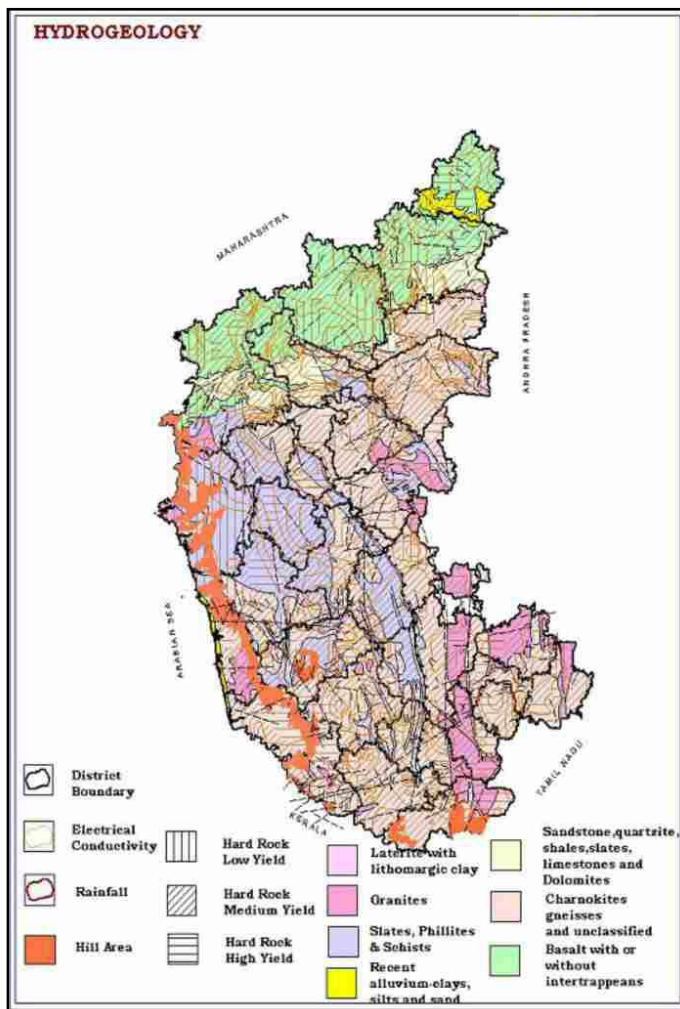 HYDROGEOLOGY
MAHARASHTRA
ANDHRA PRADESH
ARABIAN SEA
TAMIL NADU
KERALA
District
Boundary
Electrical
Conductivity
Rainfall
Hill Area
Hard Rock
Low Yield
Hard Rock
Medium Yield
Hard Rock
High Yield
Laterite with
lithomargic clay
Granites
Slates, Phillites
& Schists
Recent
alluvium-clays,
silts and sand
Sandstone,quartzite,
shales,slates,
limestones and
Dolomites
Charnokites
gneisses
and unclassified
Basalt with or
without
intertrappeans